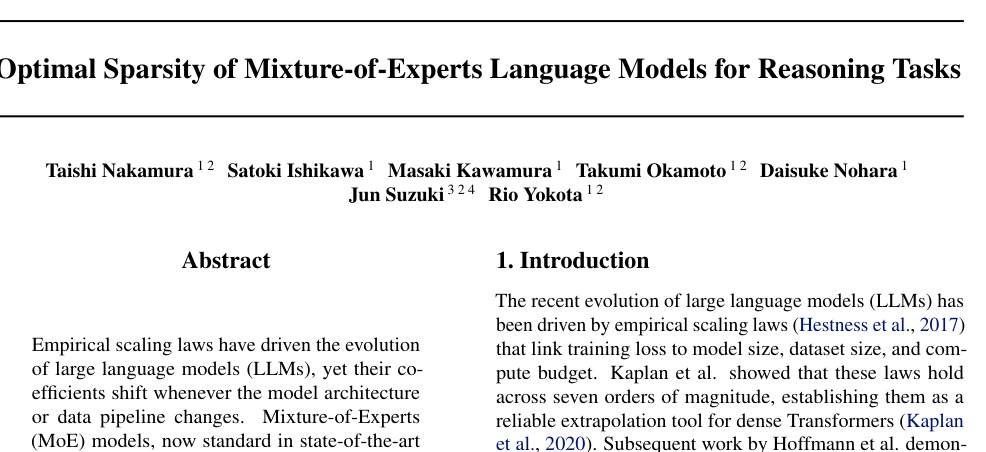 Optimal Sparsity of Mixture-of-Experts Language Models for Reasoning Tasks
Taishi Nakamura 1 2 Satoki Ishikawa 1 Masaki Kawamura 1 Takumi Okamoto 1 2 Daisuke Nohara 1
Jun Suzuki 3 2 4 Rio Yokota 1 2
Abstract
Empirical scaling laws have driven the evolution
of large language models (LLMs), yet their co-
efficients shift whenever the model architecture
or data pipeline changes. Mixture-of-Experts
(MoE) models, now standard in state-of-the-art
1. Introduction
The recent evolution of large language models (LLMs) has
been driven by empirical scaling laws (Hestness et al., 2017)
that link training loss to model size, dataset size, and com-
pute budget. Kaplan et al. showed that these laws hold
across seven orders of magnitude, establishing them as a
reliable extrapolation tool for dense Transformers (Kaplan
et al., 2020). Subsequent work by Hoffmann et al. demon-